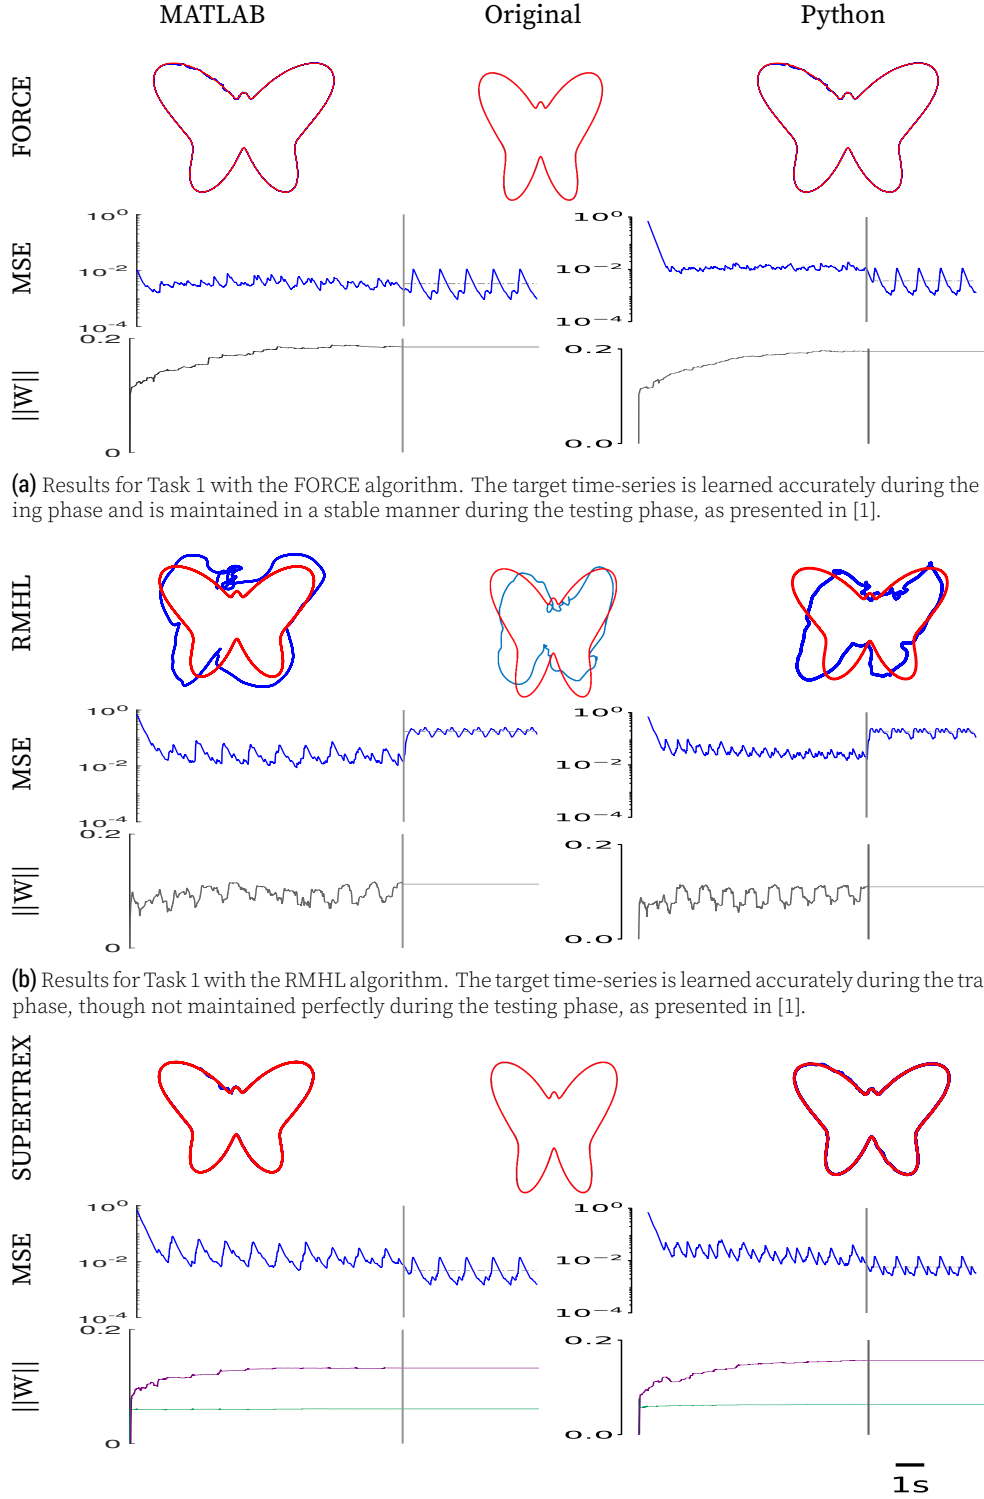 MATLAB Original Python
FORCE
10⁰ 10⁰
MSE
10⁻² 10⁻²
10⁻⁴ 10⁻⁴
0.2 0.2
||W||
0 0.0
(a) Results for Task 1 with the FORCE algorithm. The target time-series is learned accurately during the
ing phase and is maintained in a stable manner during the testing phase, as presented in [1].
RMHL
10⁰ 10⁰
MSE
10⁻² 10⁻²
10⁻⁴ 10⁻⁴
0.2 0.2
||W||
0 0.0
(b) Results for Task 1 with the RMHL algorithm. The target time-series is learned accurately during the tra
phase, though not maintained perfectly during the testing phase, as presented in [1].
SUPERTREX
10⁰ 10⁰
MSE
10⁻² 10⁻²
10⁻⁴ 10⁻⁴
0.2 0.2
||W||
0 0.0
1s